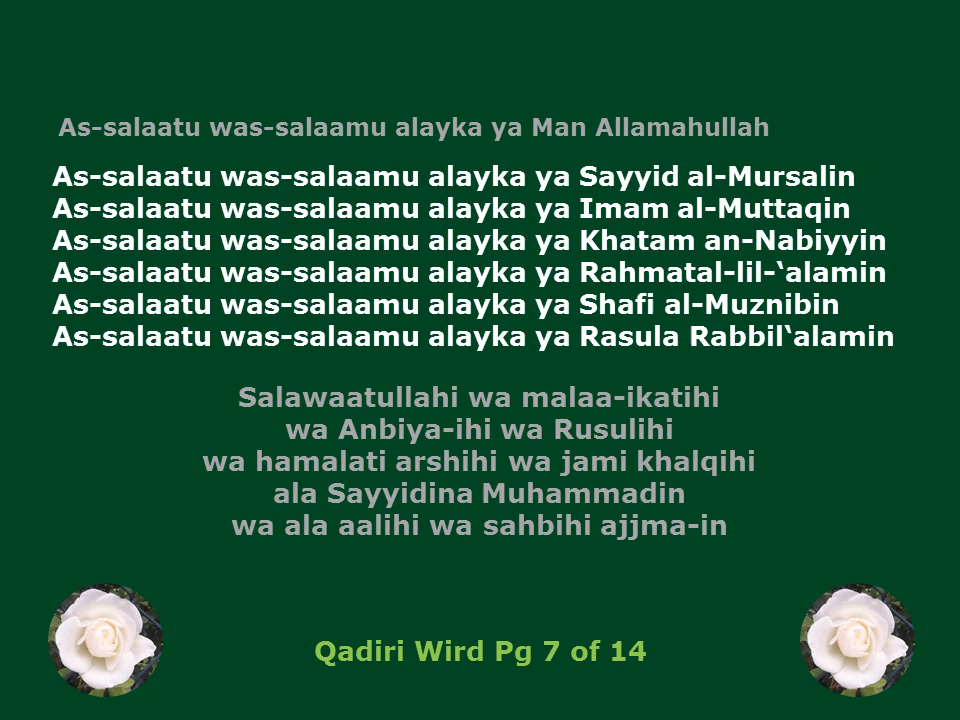 As-salaatu was-salaamu alayka ya Man Allamahullah
As-salaatu was-salaamu alayka ya Sayyid al-Mursalin
As-salaatu was-salaamu alayka ya Imam al-Muttaqin
As-salaatu was-salaamu alayka ya Khatam an-Nabiyyin
As-salaatu was-salaamu alayka ya Rahmatal-lil-‘alamin
As-salaatu was-salaamu alayka ya Shafi al-Muznibin
As-salaatu was-salaamu alayka ya Rasula Rabbil‘alamin
Salawaatullahi wa malaa-ikatihi
wa Anbiya-ihi wa Rusulihi
wa hamalati arshihi wa jami khalqihi
ala Sayyidina Muhammadin
wa ala aalihi wa sahbihi ajjma-in
Qadiri Wird Pg 7 of 14